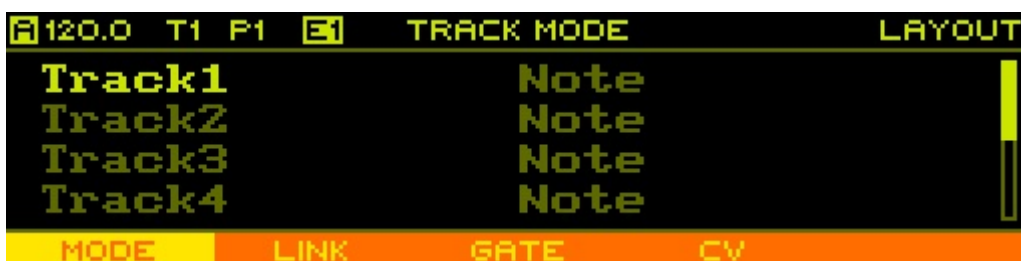 A 120.0 T1 P1 E1 TRACK MODE LAYOUT
Track1 Note
Track2 Note
Track3 Note
Track4 Note
MODE LINK GATE CV